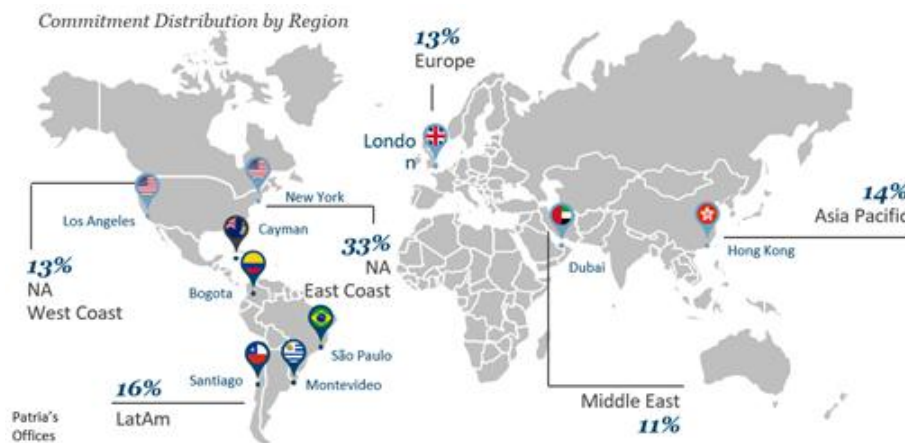 Commitment Distribution by Region
13%
Europe
Londo
n
New York
Los Angeles
Cayman
14%
Asia Pacific
33%
NA
East Coast
13%
NA
West Coast
Bogota
Dubai
Hong Kong
São Paulo
Santiago
Montevideo
16%
LatAm
Middle East
11%
Patria's
Offices